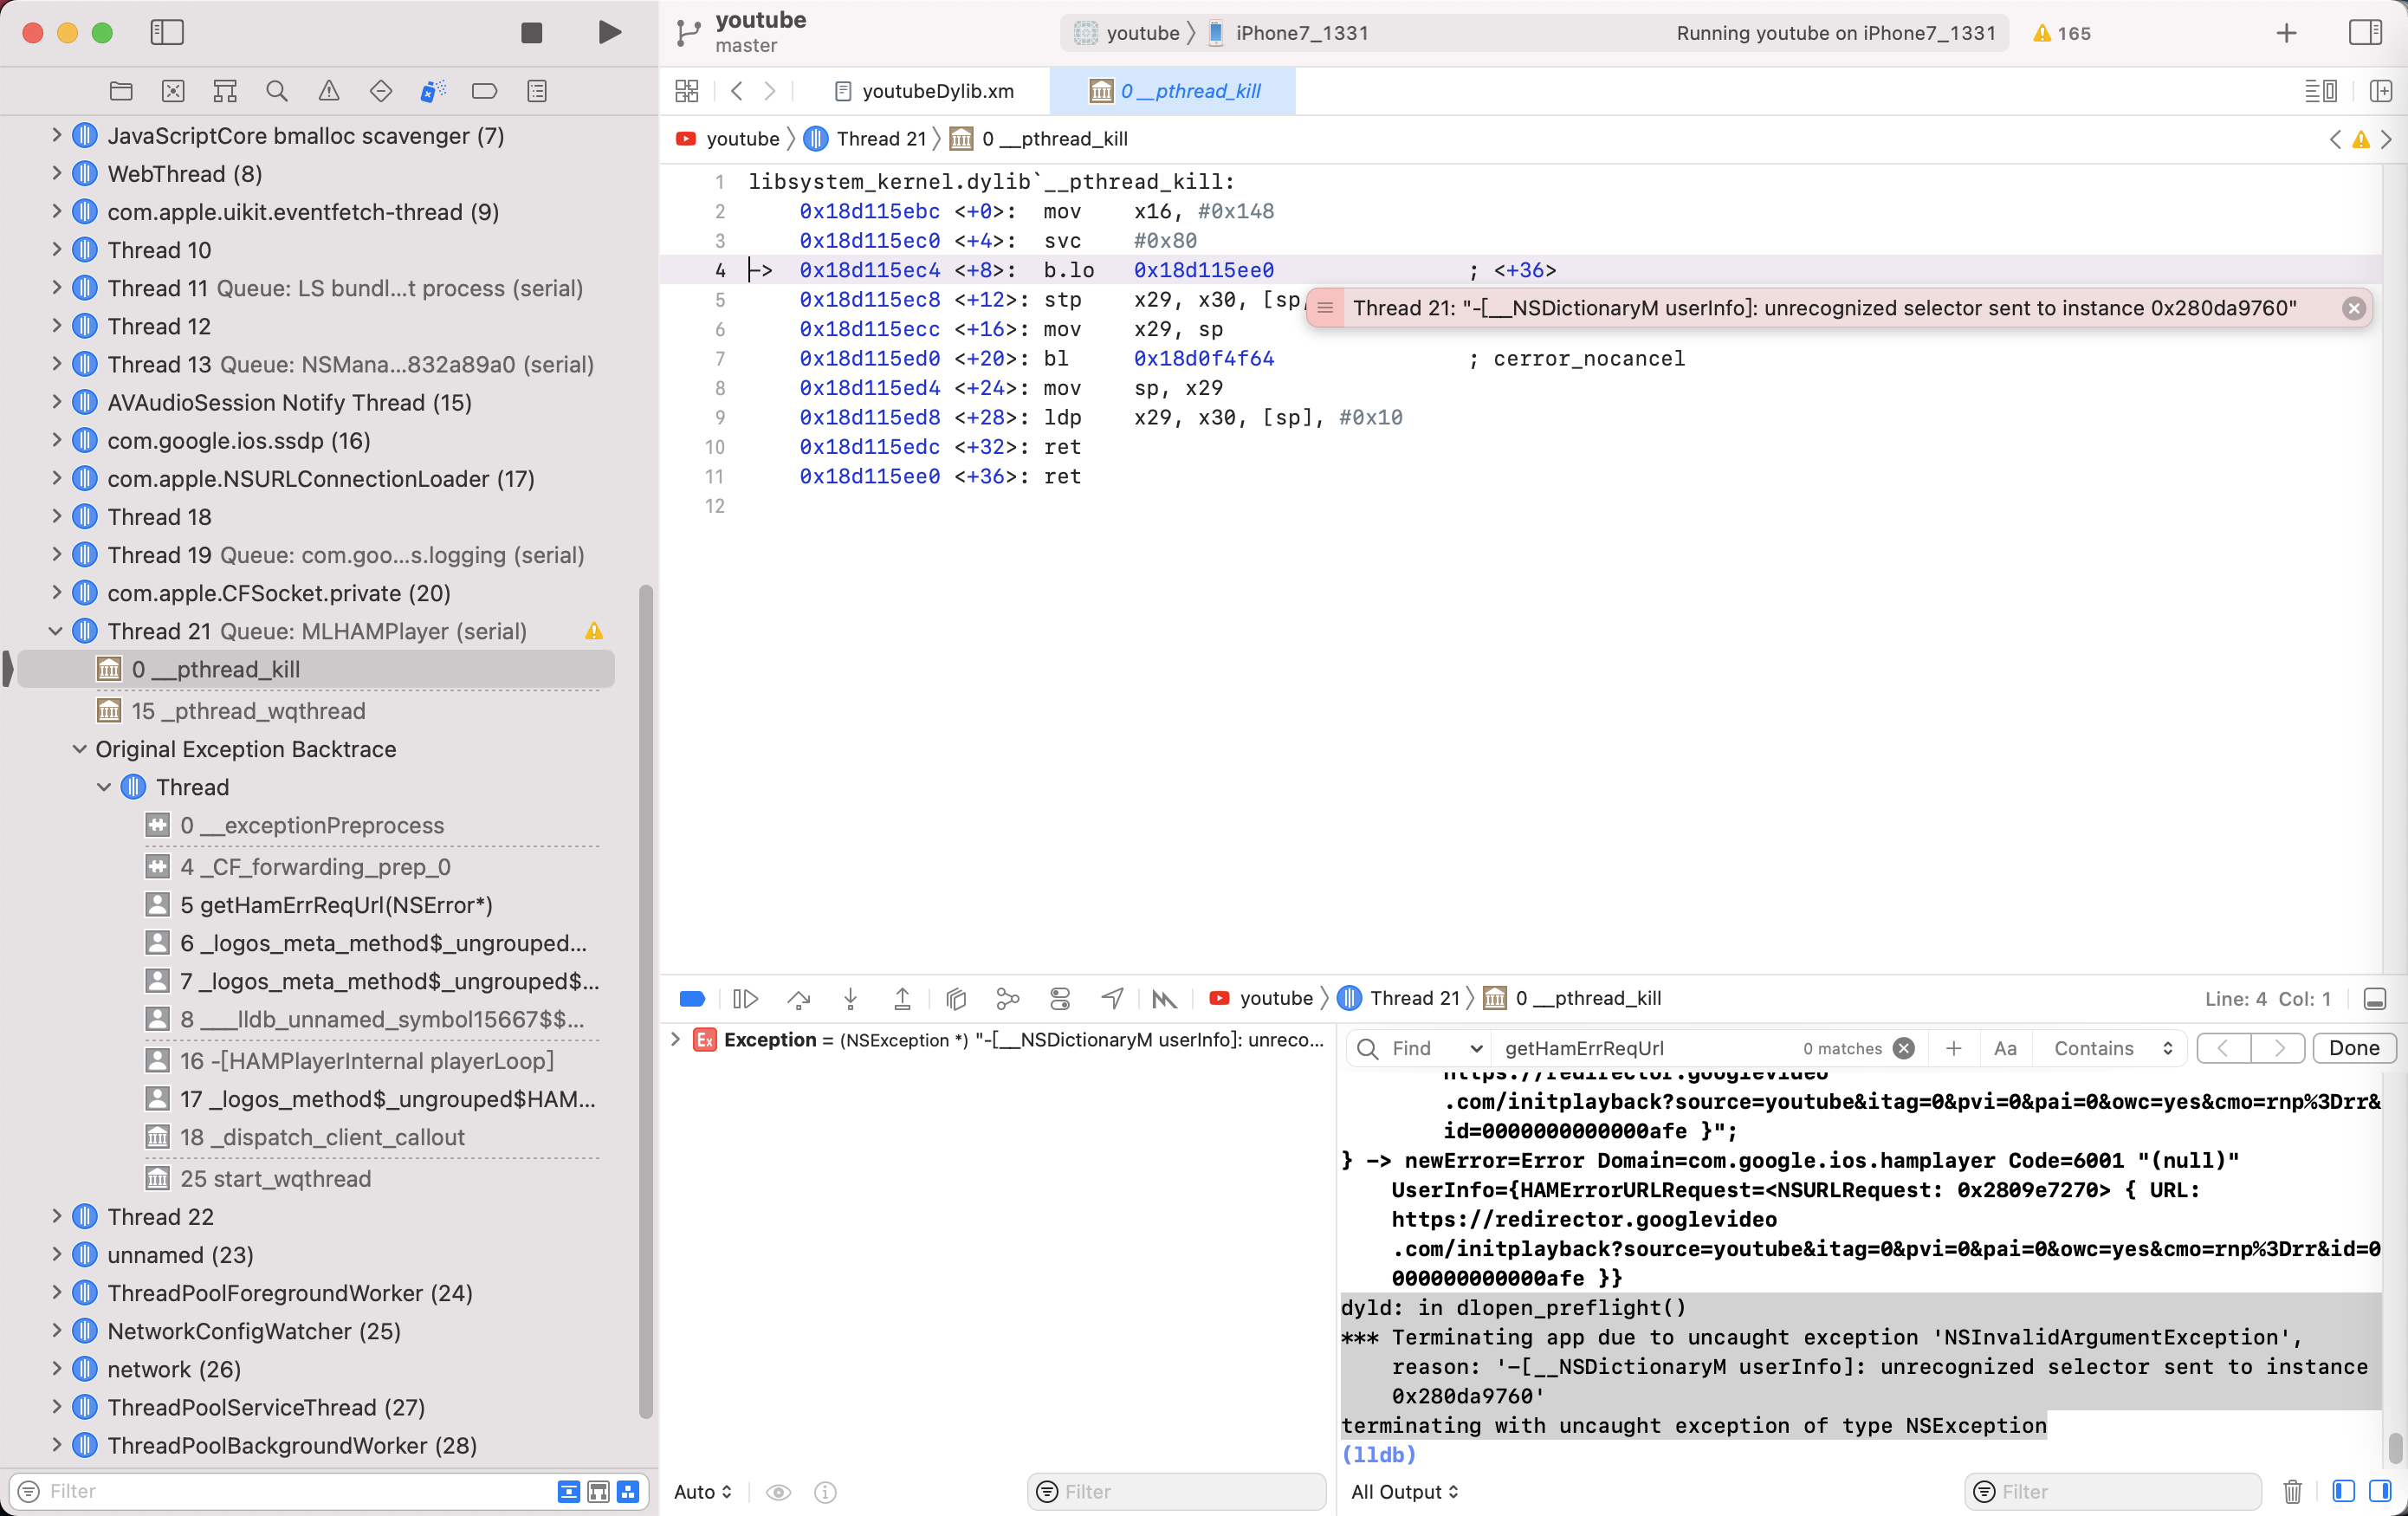 youtube
master
youtube
iPhone7_1331
Running youtube on iPhone7_1331
165
youtubeDylib.xm
0 __pthread_kill
youtube
Thread 21
0 __pthread_kill
JavaScriptCore bmalloc scavenger (7)
WebThread (8)
com.apple.uikit.eventfetch-thread (9)
Thread 10
Thread 11 Queue: LS bundl...t process (serial)
Thread 12
Thread 13 Queue: NSMana...832a89a0 (serial)
AVAudioSession Notify Thread (15)
com.google.ios.ssdp (16)
com.apple.NSURLConnectionLoader (17)
Thread 18
Thread 19 Queue: com.goo...s.logging (serial)
com.apple.CFSocket.private (20)
Thread 21 Queue: MLHAMPlayer (serial)
0 __pthread_kill
15 _pthread_wqthread
Original Exception Backtrace
Thread
0 __exceptionPreprocess
4 _CF_forwarding_prep_0
5 getHamErrReqUrl(NSError*)
6 _logos_meta_method$_ungrouped...
7 _logos_meta_method$_ungrouped$...
8 ___lldb_unnamed_symbol15667$$...
16 -[HAMPlayerInternal playerLoop]
17 _logos_method$_ungrouped$HAM...
18 _dispatch_client_callout
25 start_wqthread
Thread 22
unnamed (23)
ThreadPoolForegroundWorker (24)
NetworkConfigWatcher (25)
network (26)
ThreadPoolServiceThread (27)
ThreadPoolBackgroundWorker (28)
Filter
1 libsystem_kernel.dylib`__pthread_kill:
2 0x18d115ebc <+0>: mov x16, #0x148
3 0x18d115ec0 <+4>: svc #0x80
4 -> 0x18d115ec4 <+8>: b.lo 0x18d115ee0 ; <+36>
5 0x18d115ec8 <+12>: stp x29, x30, [sp,
Thread 21: "-[__NSDictionaryM userInfo]: unrecognized selector sent to instance 0x280da9760"
6 0x18d115ecc <+16>: mov x29, sp
7 0x18d115ed0 <+20>: bl 0x18d0f4f64 ; cerror_nocancel
8 0x18d115ed4 <+24>: mov sp, x29
9 0x18d115ed8 <+28>: ldp x29, x30, [sp], #0x10
10 0x18d115edc <+32>: ret
11 0x18d115ee0 <+36>: ret
12
youtube
Thread 21
0 __pthread_kill
Line: 4 Col: 1
Ex Exception = (NSException *) "-[__NSDictionaryM userInfo]: unreco...
Auto
Filter
Find
getHamErrReqUrl
0 matches
Aa
Contains
Done
https://redirector.googlevideo
.com/initplayback?source=youtube&itag=0&pvi=0&pai=0&owc=yes&cmo=rnp%3Drr&
id=0000000000000afe }";
} -> newError=Error Domain=com.google.ios.hamplayer Code=6001 "(null)"
UserInfo={HAMErrorURLRequest=<NSURLRequest: 0x2809e7270> { URL:
https://redirector.googlevideo
.com/initplayback?source=youtube&itag=0&pvi=0&pai=0&owc=yes&cmo=rnp%3Drr&id=0
000000000000afe }}
dyld: in dlopen_preflight()
*** Terminating app due to uncaught exception 'NSInvalidArgumentException',
reason: '-[__NSDictionaryM userInfo]: unrecognized selector sent to instance
0x280da9760'
terminating with uncaught exception of type NSException
(lldb)
All Output
Filter